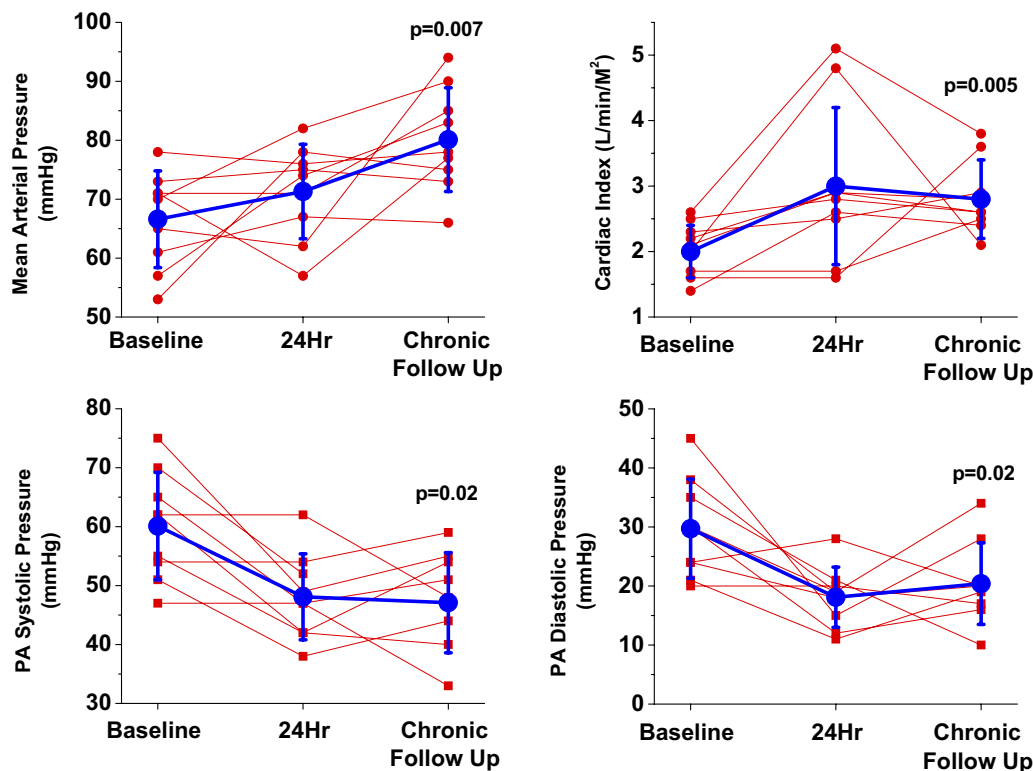 Mean Arterial Pressure
(mmHg)
100
90
80
70
60
50
p=0.007
Baseline
24Hr
Chronic
Follow Up
Cardiac Index (L/min/M²)
5
4
3
2
1
p=0.005
Baseline
24Hr
Chronic
Follow Up
PA Systolic Pressure
(mmHg)
80
70
60
50
40
30
p=0.02
Baseline
24Hr
Chronic
Follow Up
PA Diastolic Pressure
(mmHg)
50
40
30
20
10
0
p=0.02
Baseline
24Hr
Chronic
Follow Up